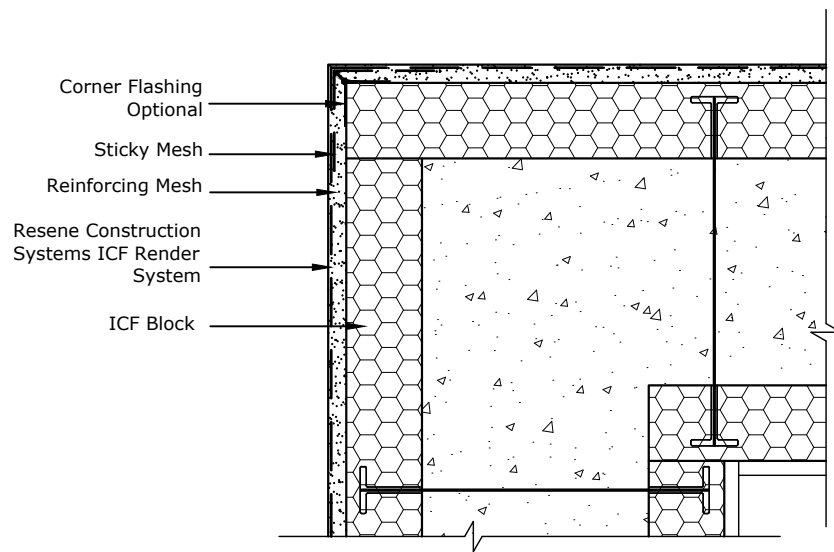 Corner Flashing
Optional
Sticky Mesh
Reinforcing Mesh
Resene Construction
Systems ICF Render
System
ICF Block